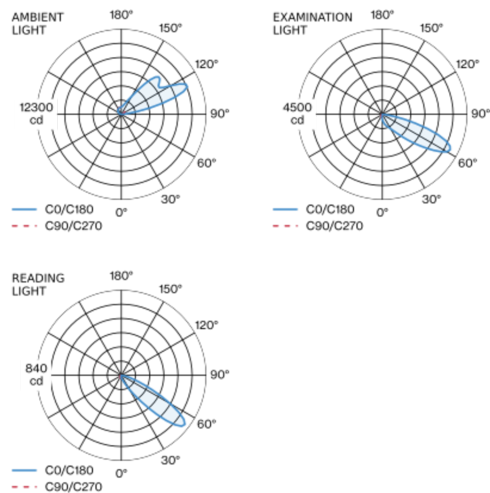 AMBIENT
LIGHT
180°
150°
120°
12300
cd
90°
60°
30°
0°
C0/C180
C90/C270
EXAMINATION
LIGHT
180°
150°
120°
4500
cd
90°
60°
30°
0°
C0/C180
C90/C270
READING
LIGHT
180°
150°
120°
840
cd
90°
60°
30°
0°
C0/C180
C90/C270